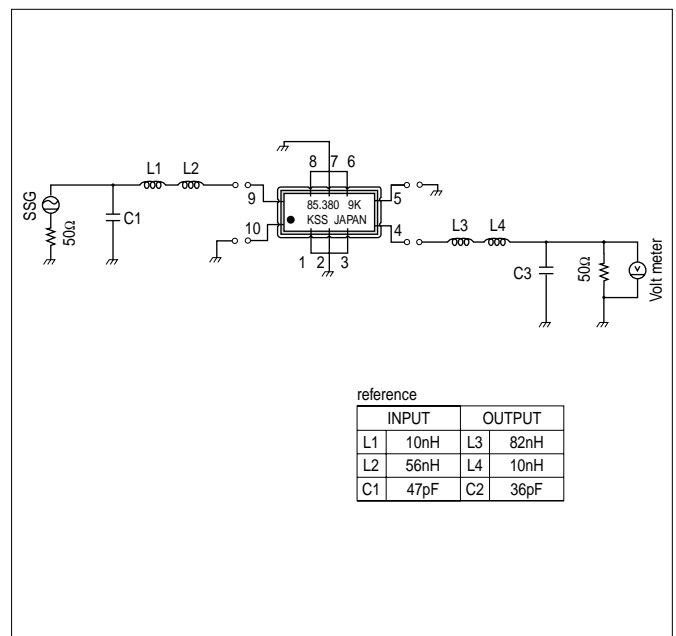 8 7 6
L1 L2
9
85.380 9K
5
SSG
50Ω
C1
KSS JAPAN
10
4
L3 L4
1 2 3
C3
50Ω
V
Volt meter
reference
INPUT OUTPUT
L1 10nH L3 82nH
L2 56nH L4 10nH
C1 47pF C2 36pF